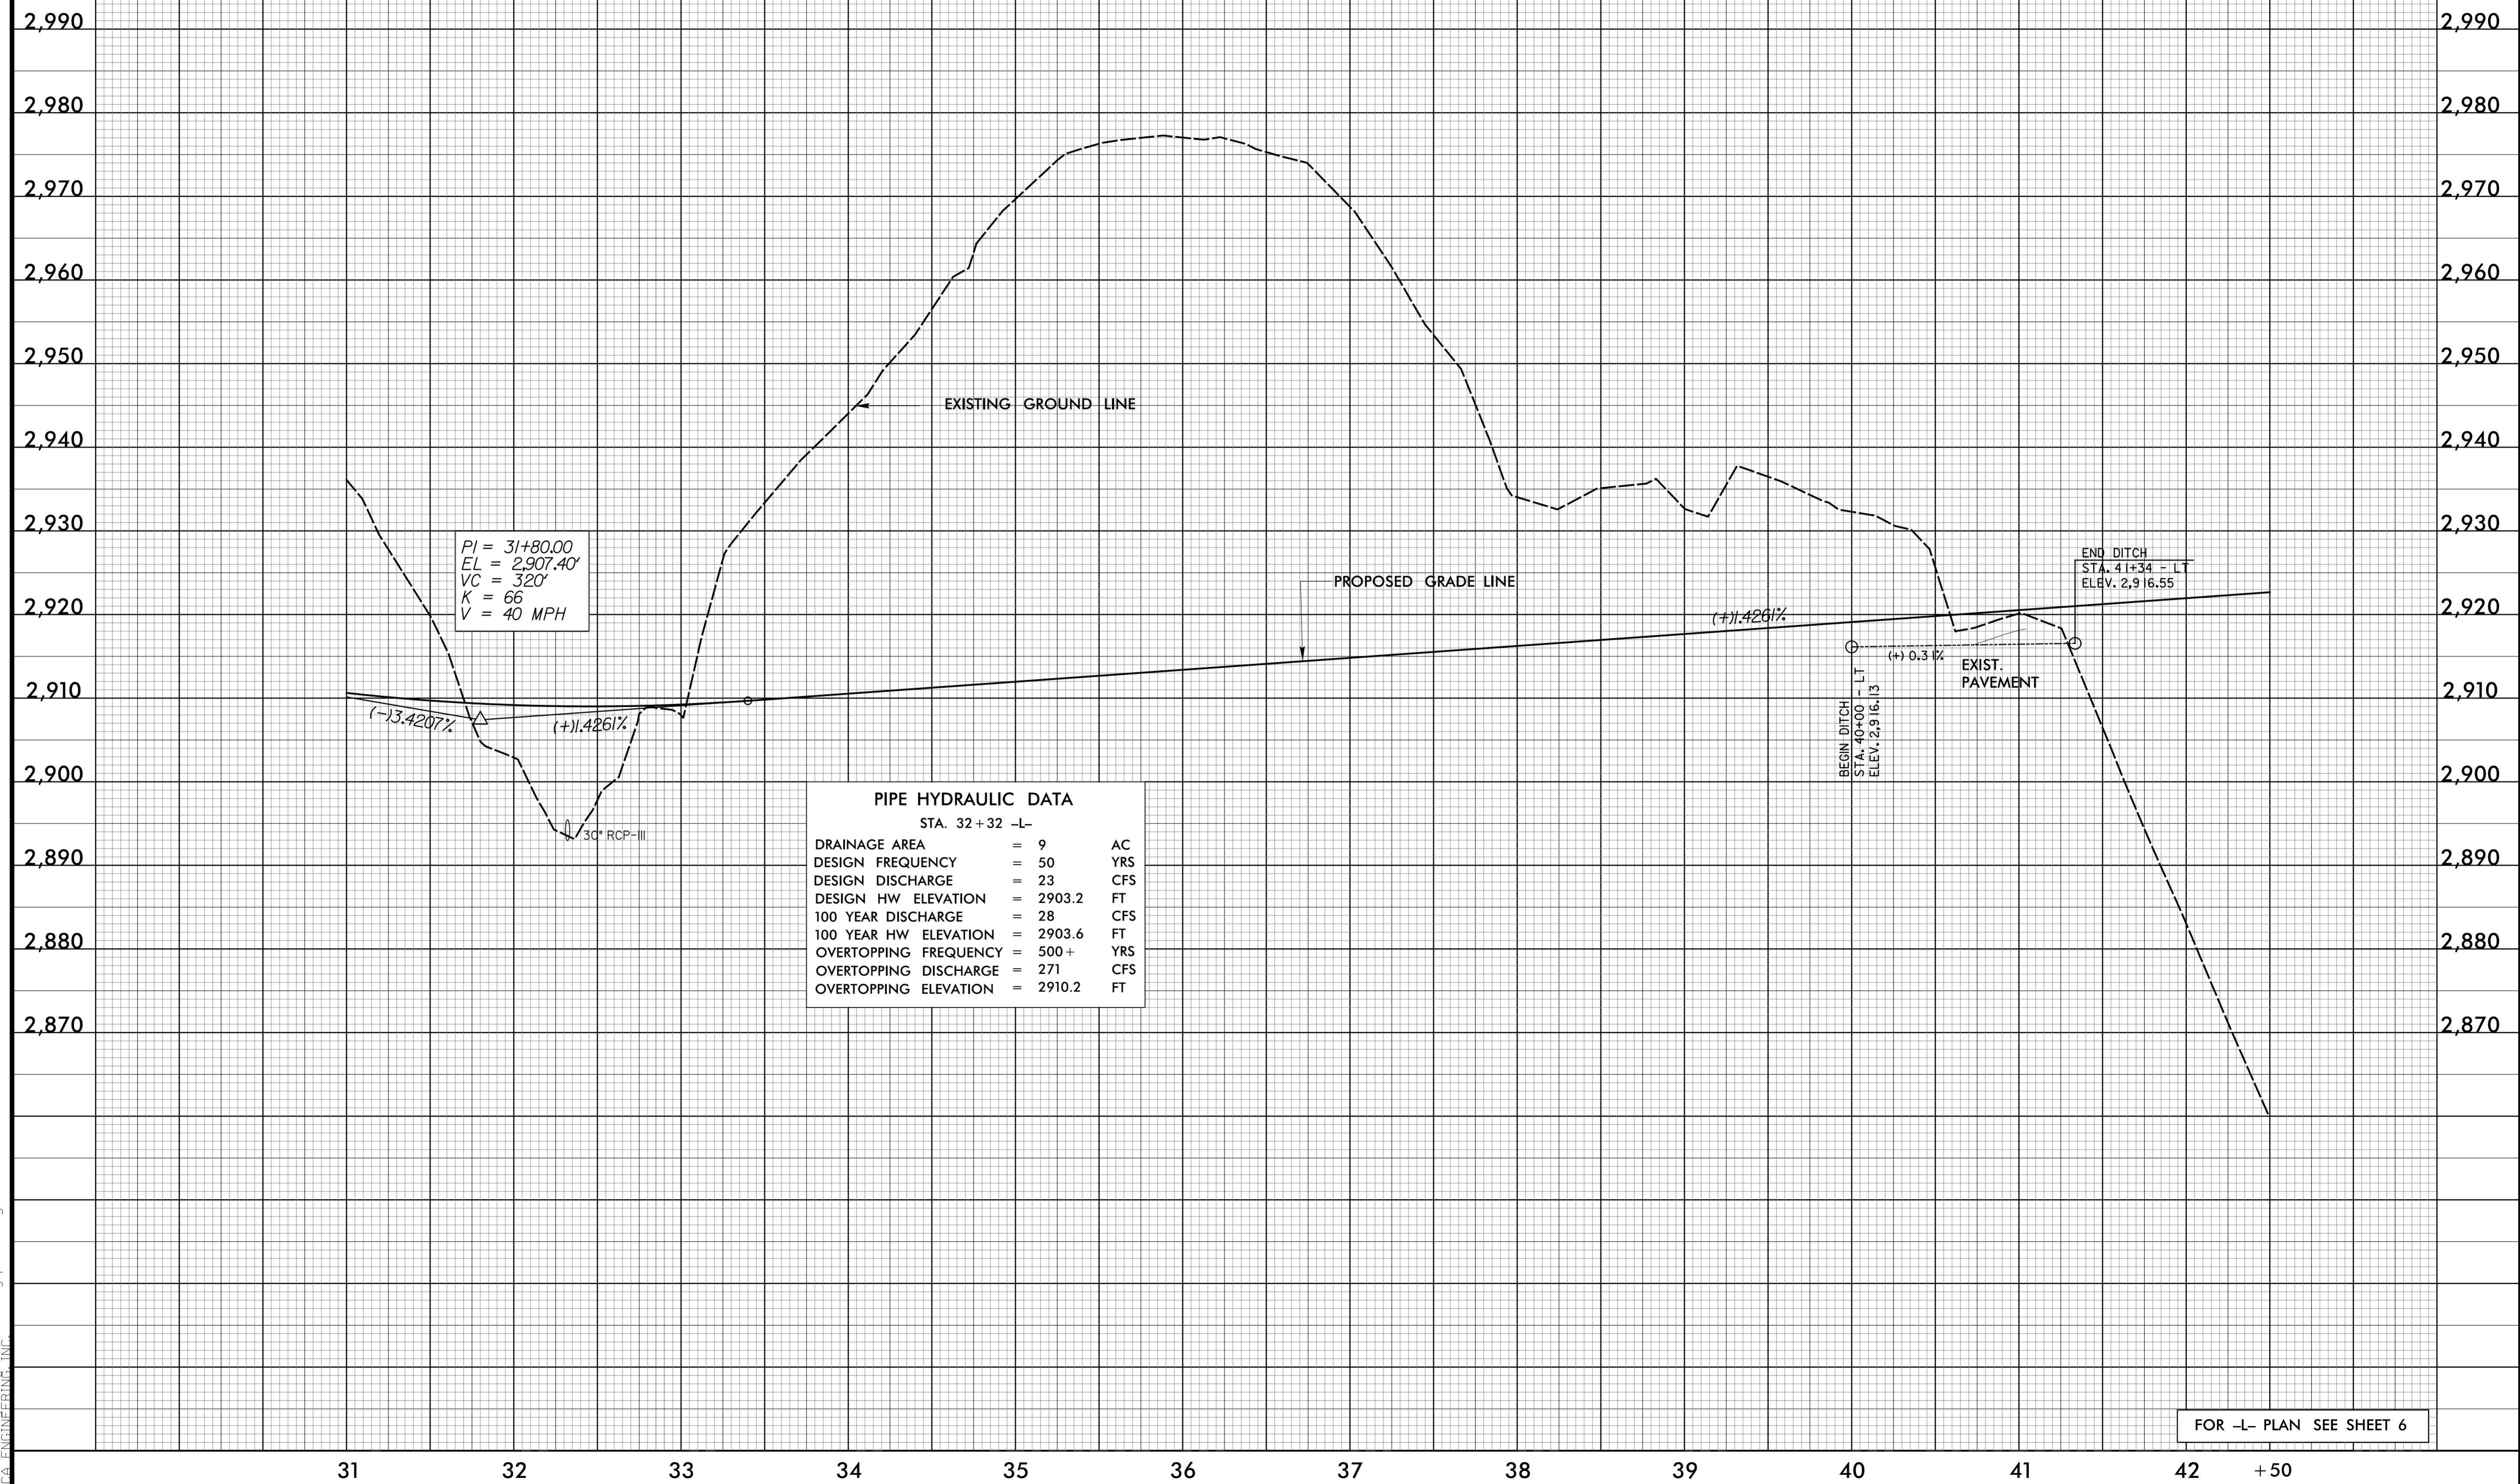 2,990
2,990
2,980
2,980
2,970
2,970
2,960
2,960
2,950
2,950
EXISTING GROUND LINE
2,940
2,940
2,930
2,930
PI = 31+80.00
EL = 2,907.40'
VC = 320'
K = 66
V = 40 MPH
END DITCH
STA. 41+34 - LT
ELEV. 2,916.55
PROPOSED GRADE LINE
2,920
2,920
(+)1.4261%
(+) 0.31%
EXIST.
PAVEMENT
2,910
2,910
(-)3.4207%
(+)1.4261%
BEGIN DITCH
STA. 40+00 - LT
ELEV. 2,916.13
2,900
2,900
30" RCP-III
PIPE HYDRAULIC DATA
STA. 32+32 -L-
DRAINAGE AREA = 9 AC
DESIGN FREQUENCY = 50 YRS
DESIGN DISCHARGE = 23 CFS
DESIGN HW ELEVATION = 2903.2 FT
100 YEAR DISCHARGE = 28 CFS
100 YEAR HW ELEVATION = 2903.6 FT
OVERTOPPING FREQUENCY = 500+ YRS
OVERTOPPING DISCHARGE = 271 CFS
OVERTOPPING ELEVATION = 2910.2 FT
2,890
2,890
2,880
2,880
2,870
2,870
CA ENGINEERING, INC.
FOR -L- PLAN SEE SHEET 6
31 32 33 34 35 36 37 38 39 40 41 42 +50